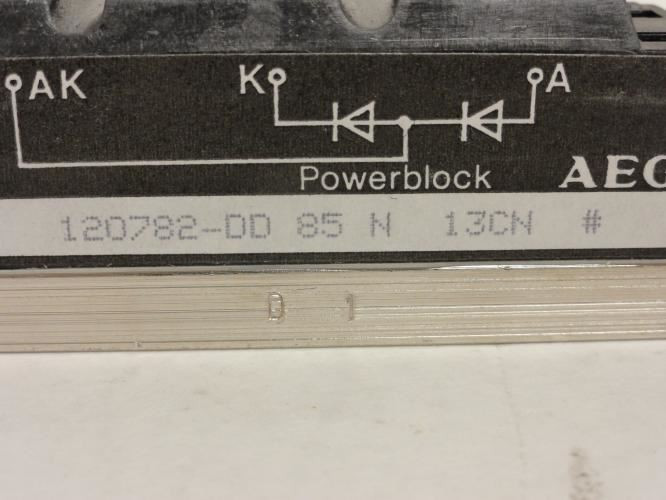 AK K A
Powerblock AEG
120782-DD 85 N 13CN #
D 1